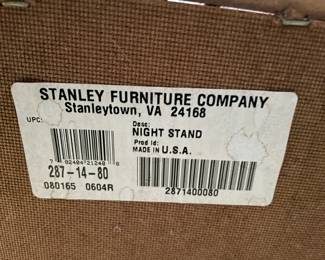 STANLEY FURNITURE COMPANY
Stanleytown, VA 24168
UPC:
Desc:
NIGHT STAND
Prod Id:
MADE IN U.S.A.
287-14-80
2871400080
080165 0604R